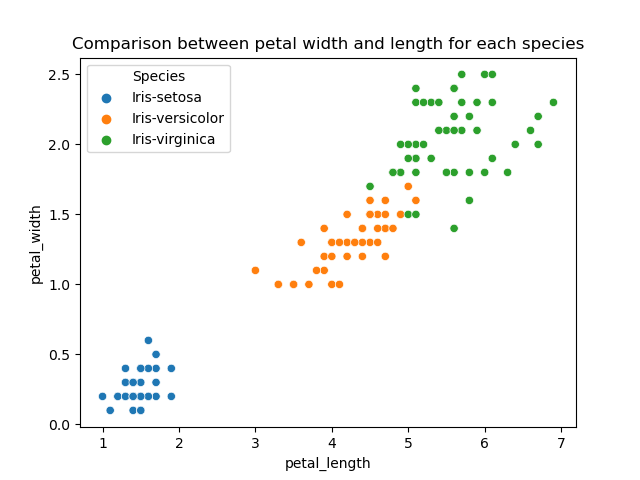 Comparison between petal width and length for each species
Species
Iris-setosa
Iris-versicolor
Iris-virginica
petal_width
2.5
2.0
1.5
1.0
0.5
0.0
1 2 3 4 5 6 7
petal_length